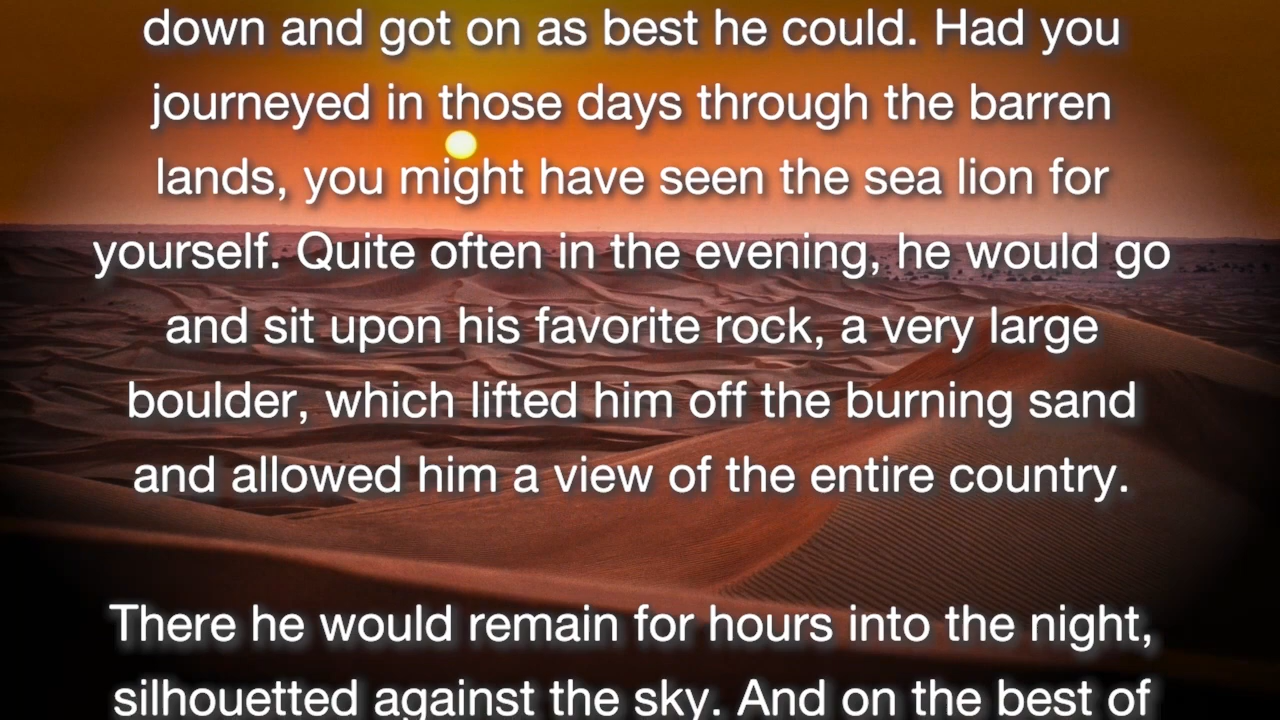 down and got on as best he could. Had you
journeyed in those days through the barren
lands, you might have seen the sea lion for
yourself. Quite often in the evening, he would go
and sit upon his favorite rock, a very large
boulder, which lifted him off the burning sand
and allowed him a view of the entire country.
There he would remain for hours into the night,
silhouetted against the sky. And on the best of